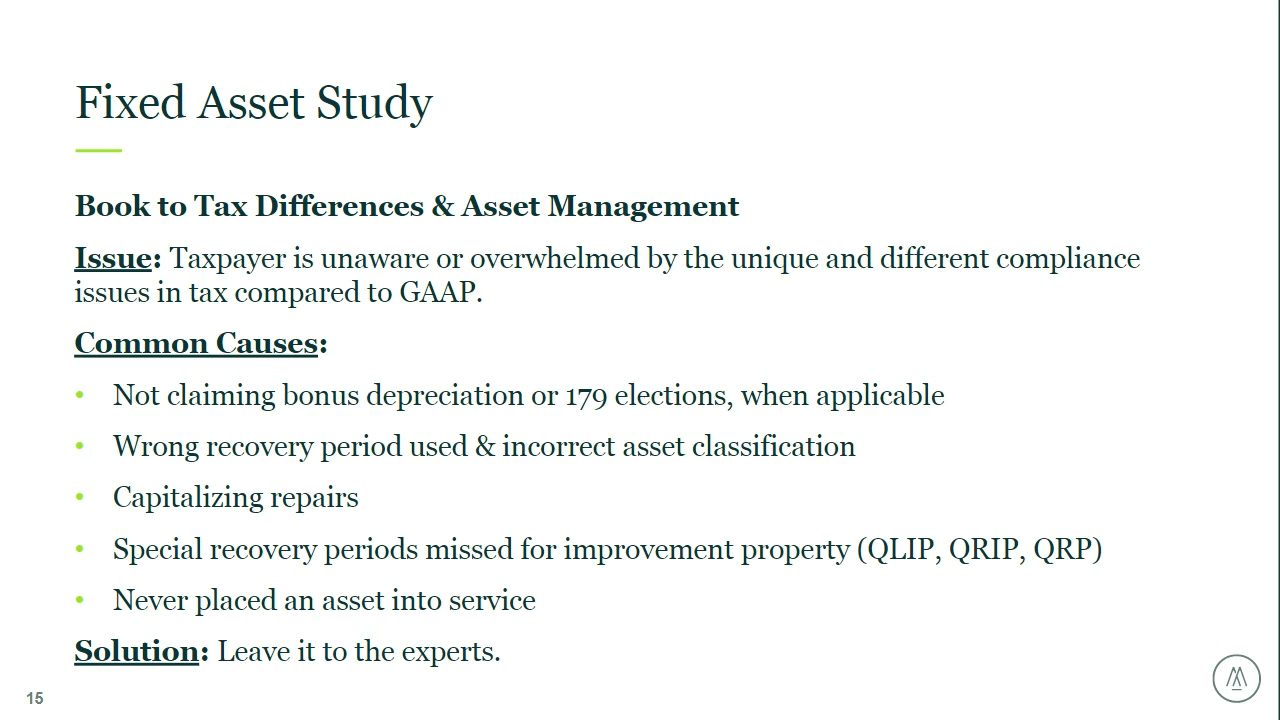 Fixed Asset Study
Book to Tax Differences & Asset Management
Issue: Taxpayer is unaware or overwhelmed by the unique and different compliance
issues in tax compared to GAAP.
Common Causes:
• Not claiming bonus depreciation or 179 elections, when applicable
• Wrong recovery period used & incorrect asset classification
• Capitalizing repairs
• Special recovery periods missed for improvement property (QLIP, QRIP, QRP)
• Never placed an asset into service
Solution: Leave it to the experts.
15